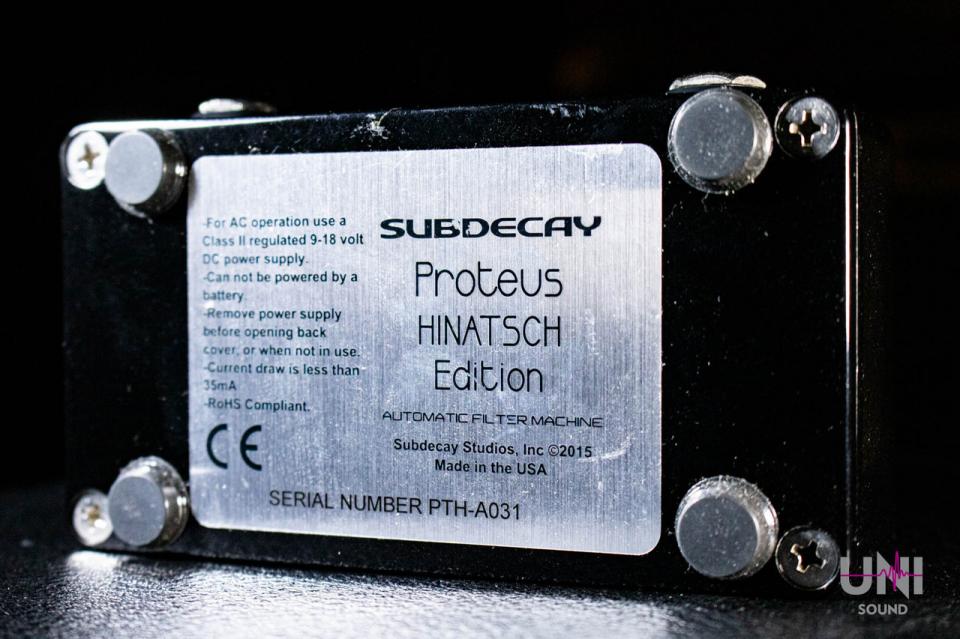 -For AC operation use a
Class II regulated 9-18 volt
DC power supply.
-Can not be powered by a
battery.
-Remove power supply
before opening back
cover, or when not in use.
-Current draw is less than
35mA
-RoHS Compliant.
CE
SUBDECAY
Proteus
HINATSCH
Edition
AUTOMATIC FILTER MACHINE
Subdecay Studios, Inc ©2015
Made in the USA
SERIAL NUMBER PTH-A031
UNI
SOUND